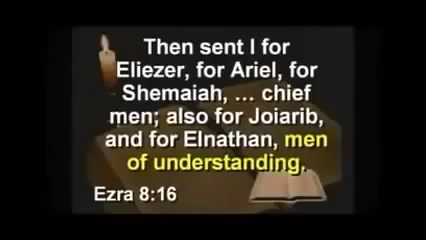 Then sent I for
Eliezer, for Ariel, for
Shemaiah, … chief
men; also for Joiarib,
and for Elnathan, men
of understanding.
Ezra 8:16